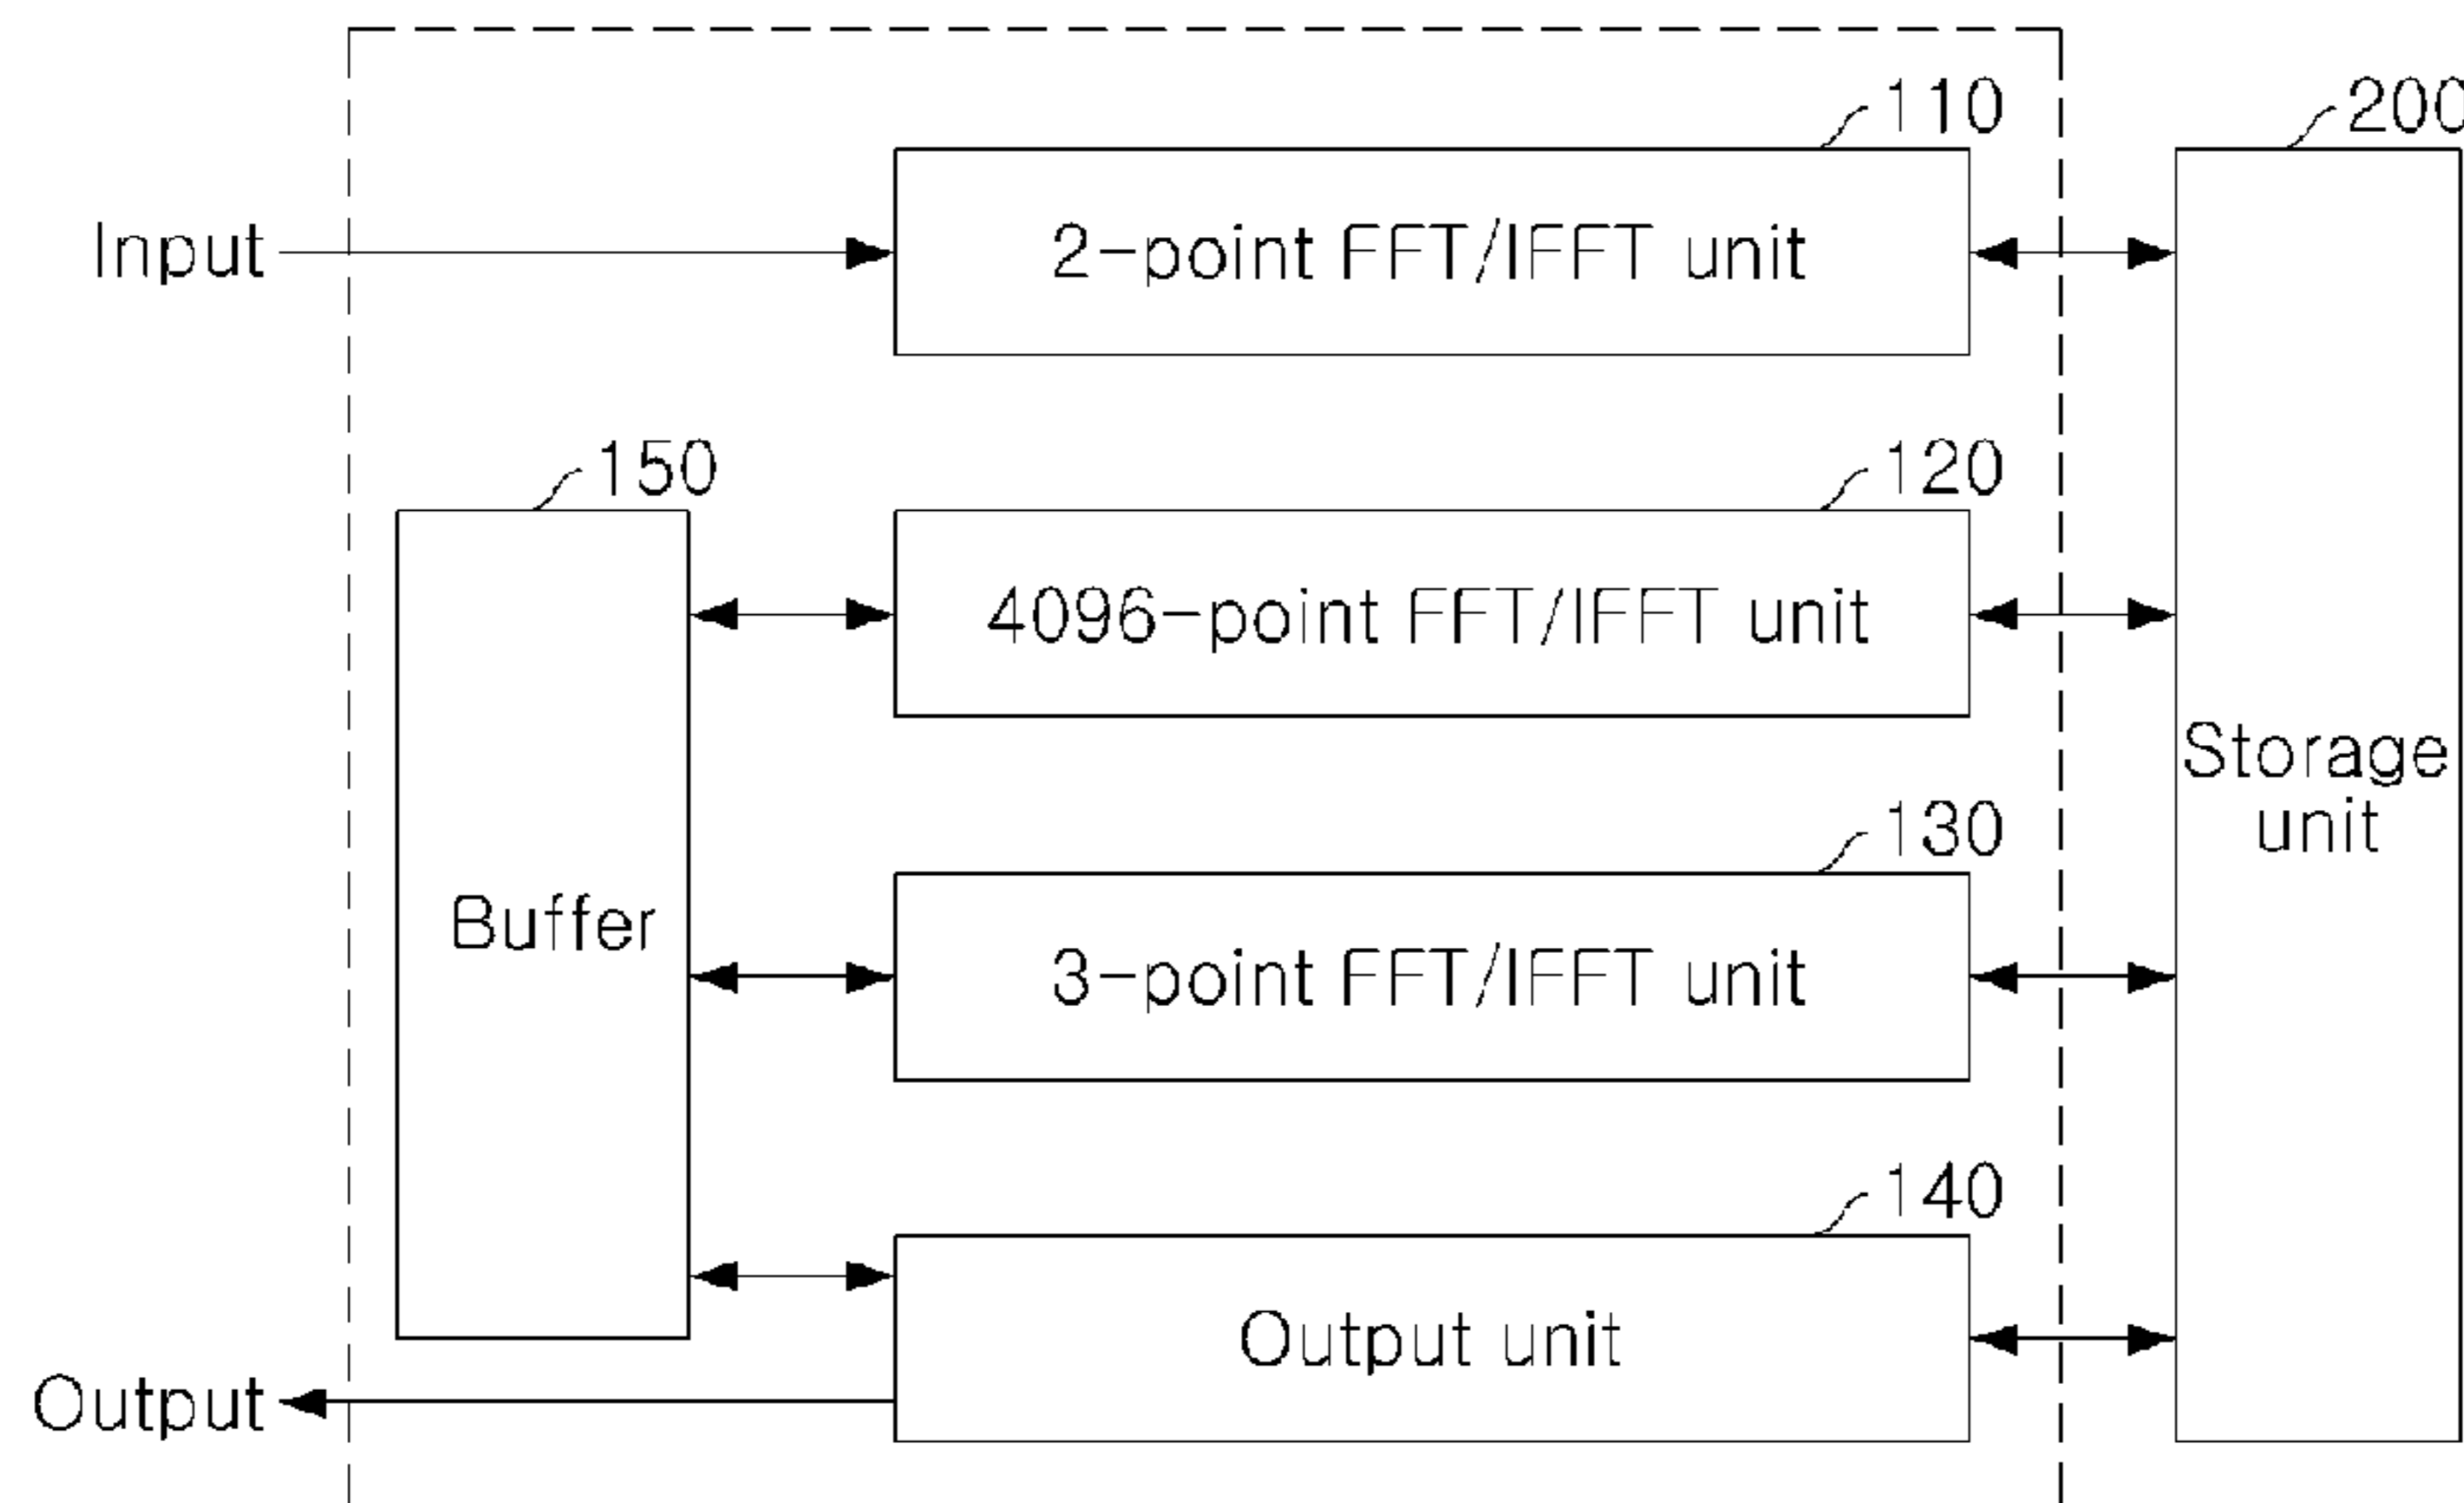 110
200
Input
2-point FFT/IFFT unit
150
120
4096-point FFT/IFFT unit
Storage
unit
130
Buffer
3-point FFT/IFFT unit
140
Output unit
Output